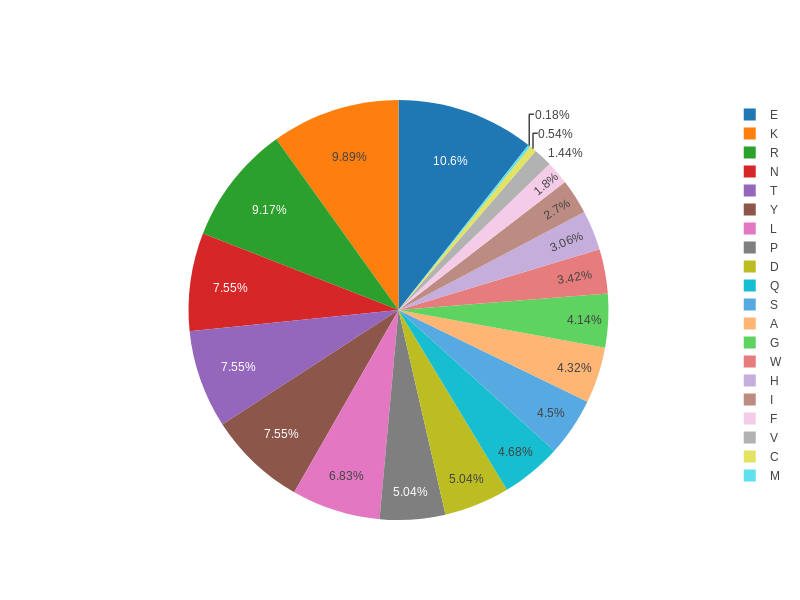 0.18%
0.54%
1.44%
10.6%
9.89%
1.8%
2.7%
9.17%
3.06%
3.42%
7.55%
4.14%
7.55%
4.32%
4.5%
7.55%
4.68%
6.83%
5.04%
5.04%
E
K
R
N
T
Y
L
P
D
Q
S
A
G
W
H
I
F
V
C
M